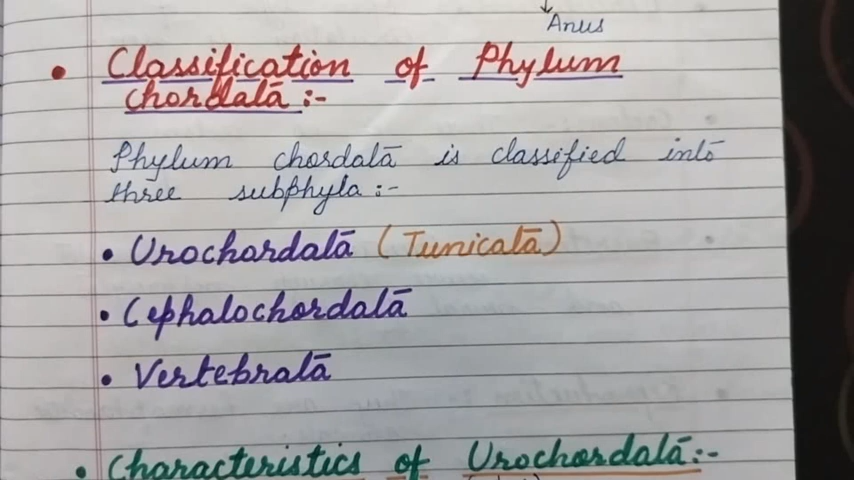 Anus
• Classification of Phylum
chordata :-
Phylum chordata is classified into
three subphyla :-
• Urochordata (Tunicata)
• Cephalochordata
• Vertebrata
• Characteristics of Urochordata :-